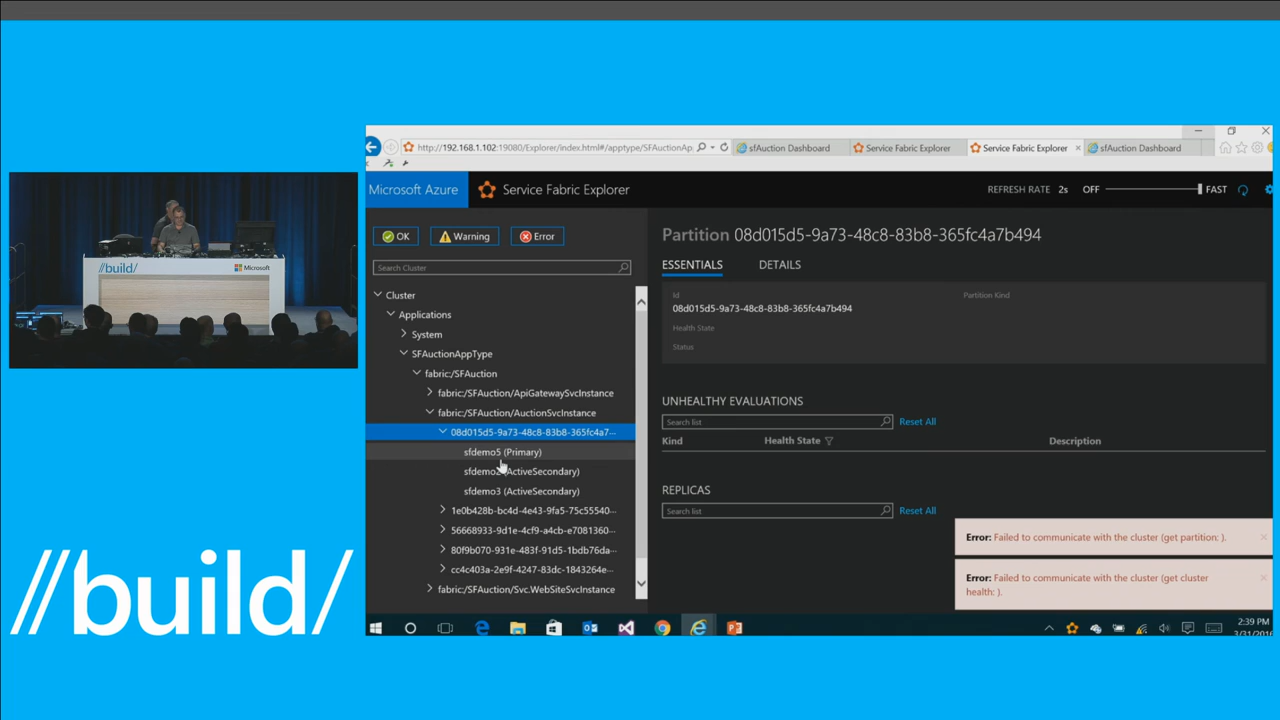 //build/
Microsoft
//build/
http://192.168.1.102:19080/Explorer/index.html#/apptype/SFAuctionAp
sfAuction Dashboard
Service Fabric Explorer
Service Fabric Explorer
sfAuction Dashboard
Microsoft Azure
Service Fabric Explorer
REFRESH RATE 2s OFF FAST
OK
Warning
Error
Search Cluster
Cluster
Applications
System
SFAuctionAppType
fabric:/SFAuction
fabric:/SFAuction/ApiGatewaySvcInstance
fabric:/SFAuction/AuctionSvcInstance
08d015d5-9a73-48c8-83b8-365fc4a7...
sfdemo5 (Primary)
sfdemo2 (ActiveSecondary)
sfdemo3 (ActiveSecondary)
1e0b428b-bc4d-4e43-9fa5-75c55540...
56668933-9d1e-4cf9-a4cb-e7081360...
80f9b070-931e-483f-91d5-1bdb76da...
cc4c403a-2e9f-4247-83dc-1843264e...
fabric:/SFAuction/Svc.WebSiteSvcInstance
Partition 08d015d5-9a73-48c8-83b8-365fc4a7b494
ESSENTIALS DETAILS
Id Partition Kind
08d015d5-9a73-48c8-83b8-365fc4a7b494
Health State
Status
UNHEALTHY EVALUATIONS
Search list Reset All
Kind Health State Description
REPLICAS
Search list Reset All
Error: Failed to communicate with the cluster (get partition: ).
Error: Failed to communicate with the cluster (get cluster
health: ).
2:39 PM
3/31/2016